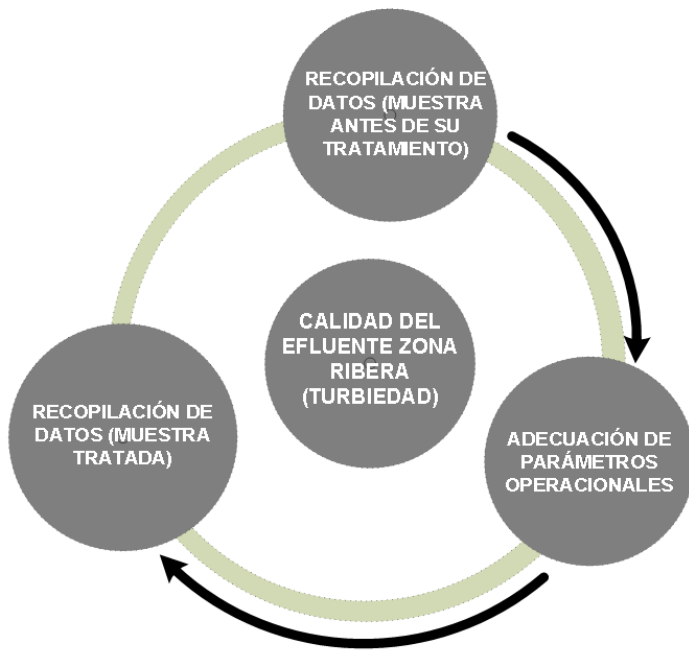 RECOPILACIÓN DE
DATOS (MUESTRA
ANTES DE SU
TRATAMIENTO)
CALIDAD DEL
EFLUENTE ZONA
RIBERA
(TURBIEDAD)
RECOPILACIÓN DE
DATOS (MUESTRA
TRATADA)
ADECUACIÓN DE
PARÁMETROS
OPERACIONALES